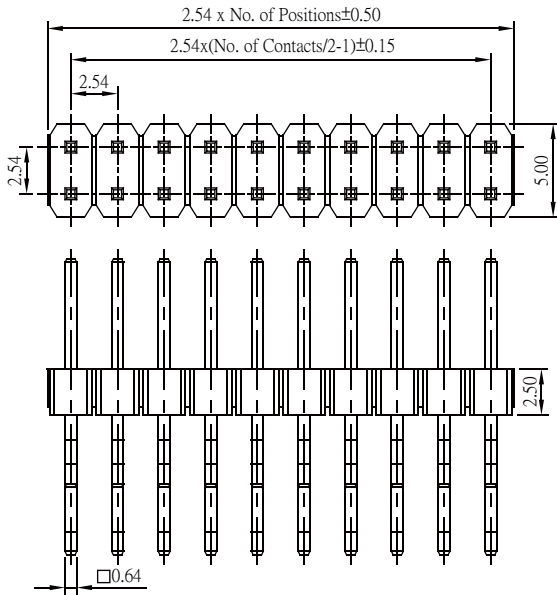 2.54 x No. of Positions±0.50
2.54x(No. of Contacts/2-1)±0.15
2.54
2.54
5.00
2.50
□0.64